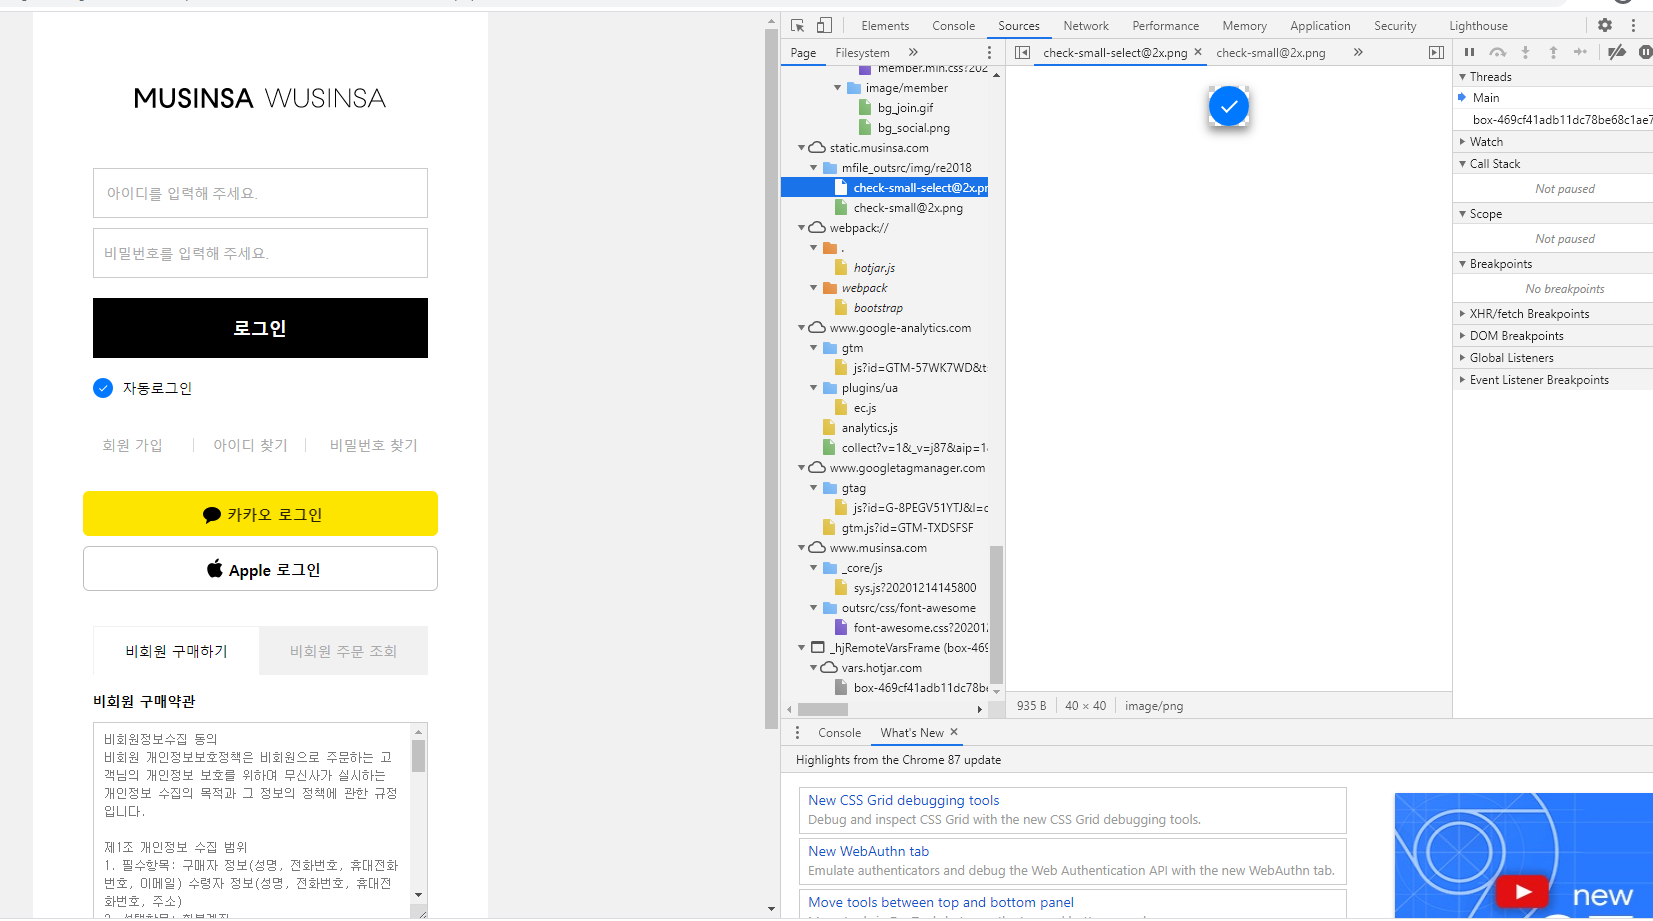 MUSINSA WUSINSA
아이디를 입력해 주세요.
비밀번호를 입력해 주세요.
로그인
자동로그인
회원 가입
아이디 찾기
비밀번호 찾기
카카오 로그인
Apple 로그인
비회원 구매하기
비회원 주문 조회
비회원 구매약관
비회원정보수집 동의
비회원 개인정보보호정책은 비회원으로 주문하는 고
객님의 개인정보 보호를 위하여 무신사가 실시하는
개인정보 수집의 목적과 그 정보의 정책에 관한 규정
입니다.
제1조 개인정보 수집 범위
1. 필수항목: 구매자 정보(성명, 전화번호, 휴대전화
번호, 이메일) 수령자 정보(성명, 전화번호, 휴대전
화번호, 주소)
Elements
Console
Sources
Network
Performance
Memory
Application
Security
Lighthouse
Page
Filesystem
member.min.css?202
image/member
bg_join.gif
bg_social.png
static.musinsa.com
mfile_outsrc/img/re2018
check-small-select@2x.pn
check-small@2x.png
webpack://
.
hotjar.js
webpack
bootstrap
www.google-analytics.com
gtm
js?id=GTM-57WK7WD&t
plugins/ua
ec.js
analytics.js
collect?v=1&_v=j87&aip=1
www.googletagmanager.com
gtag
js?id=G-8PEGV51YTJ&l=c
gtm.js?id=GTM-TXDSFSF
www.musinsa.com
_core/js
sys.js?20201214145800
outsrc/css/font-awesome
font-awesome.css?202012
_hjRemoteVarsFrame (box-469
vars.hotjar.com
box-469cf41adb11dc78be
check-small-select@2x.png
check-small@2x.png
935 B
40 × 40
image/png
Threads
Main
box-469cf41adb11dc78be68c1ae7
Watch
Call Stack
Not paused
Scope
Not paused
Breakpoints
No breakpoints
XHR/fetch Breakpoints
DOM Breakpoints
Global Listeners
Event Listener Breakpoints
Console
What's New
Highlights from the Chrome 87 update
New CSS Grid debugging tools
Debug and inspect CSS Grid with the new CSS Grid debugging tools.
New WebAuthn tab
Emulate authenticators and debug the Web Authentication API with the new WebAuthn tab.
Move tools between top and bottom panel
new